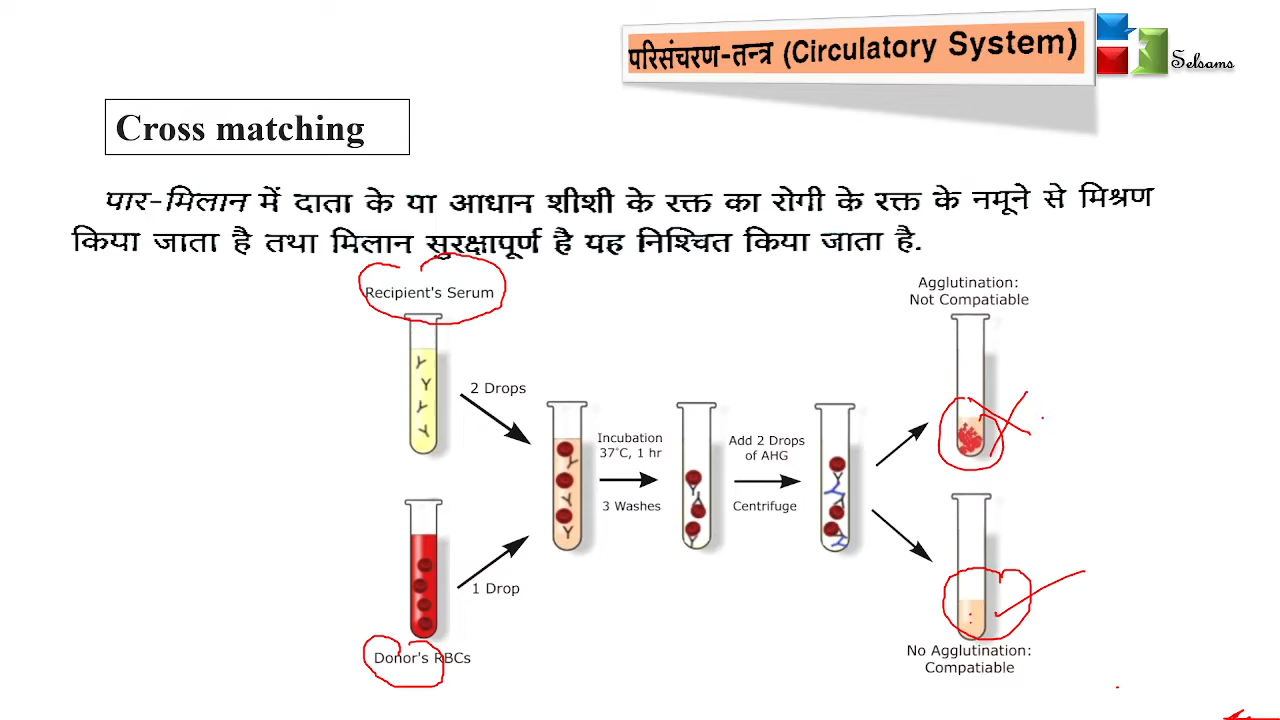 परिसंचरण-तन्त्र (Circulatory System)
Selsams
Cross matching
पार-मिलान में दाता के या आधान शीशी के रक्त का रोगी के रक्त के नमूने से मिश्रण
किया जाता है तथा मिलान सुरक्षापूर्ण है यह निश्चित किया जाता है.
Recipient's Serum
Agglutination:
Not Compatiable
2 Drops
Incubation
37°C, 1 hr
3 Washes
Add 2 Drops
of AHG
Centrifuge
1 Drop
Donor's RBCs
No Agglutination:
Compatiable